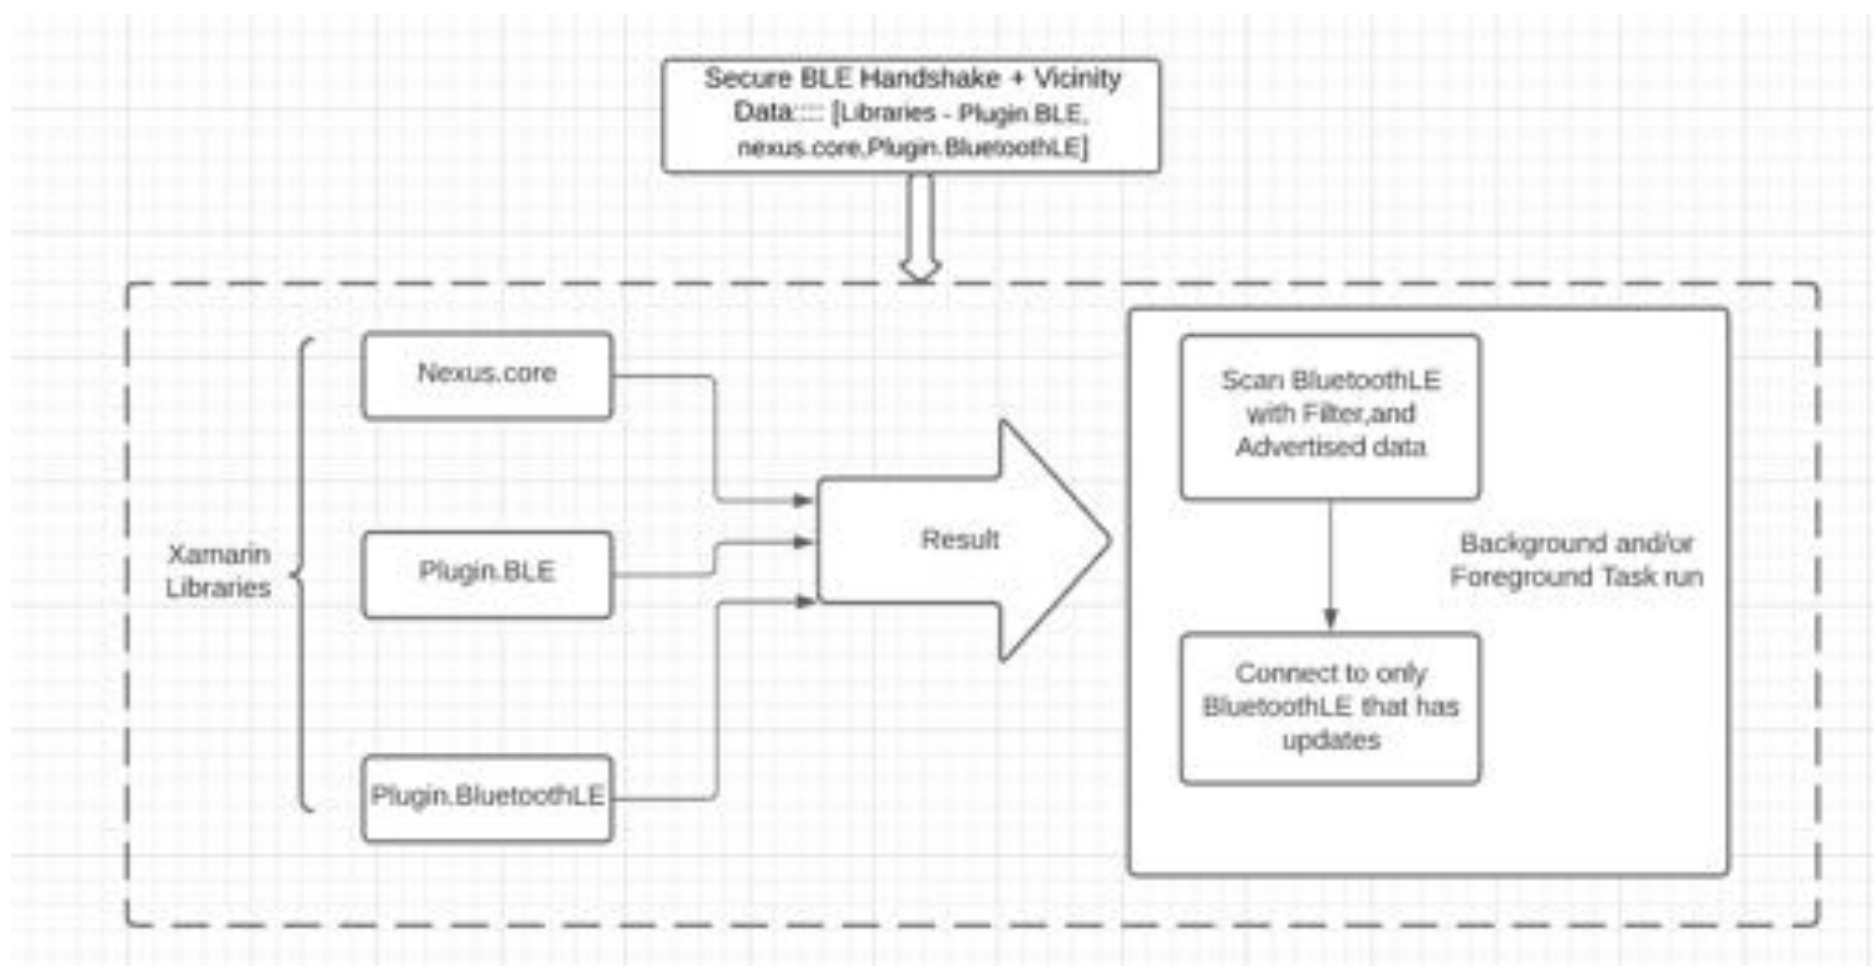 Secure BLE Handshake + Vicinity
Data:::: [Libraries - Plugin.BLE,
nexus.core,Plugin.BluetoothLE]
Xamarin
Libraries
Nexus.core
Plugin.BLE
Plugin.BluetoothLE
Result
Scan BluetoothLE
with Filter,and
Advertised data
Background and/or
Foreground Task run
Connect to only
BluetoothLE that has
updates